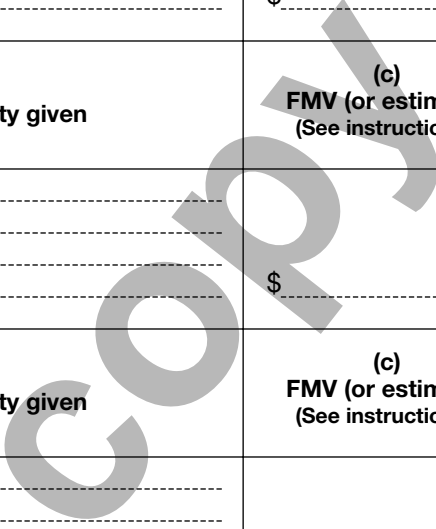 $
(c)
ty given FMV (or estim
(See instructio
$
(c)
ty given FMV (or estim
(See instructio
copy